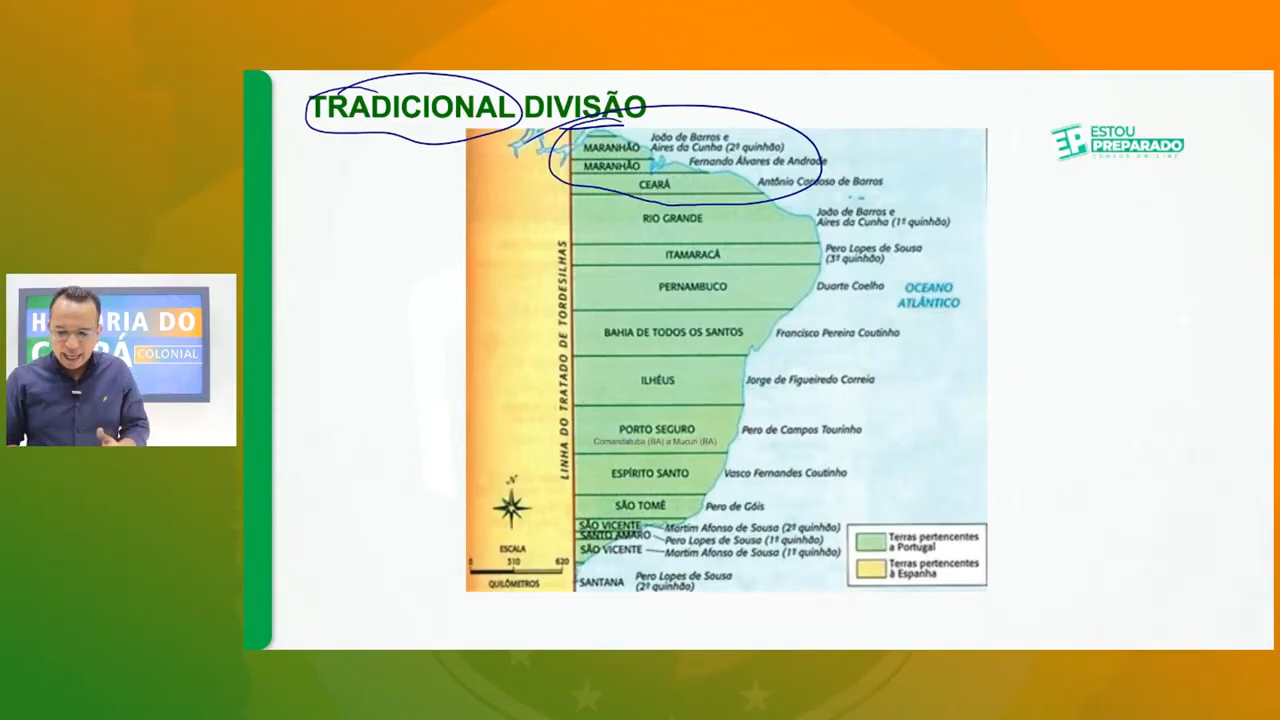 TRADICIONAL DIVISÃO
ESTOU
PREPARADO
CURSOS ON-LINE
MARANHÃO
João de Barros e
Aires da Cunha (2º quinhão)
MARANHÃO
Fernando Álvares de Andrade
CEARÁ
Antônio Cardoso de Barros
RIO GRANDE
João de Barros e
Aires da Cunha (1º quinhão)
ITAMARACÁ
Pero Lopes de Sousa
(3º quinhão)
PERNAMBUCO
Duarte Coelho
OCEANO
ATLÂNTICO
BAHIA DE TODOS OS SANTOS
Francisco Pereira Coutinho
ILHÉUS
Jorge de Figueiredo Correia
PORTO SEGURO
Comandatuba (BA) a Mucuri (BA)
Pero de Campos Tourinho
ESPÍRITO SANTO
Vasco Fernandes Coutinho
SÃO TOMÉ
Pero de Góis
SÃO VICENTE
Martim Afonso de Sousa (2º quinhão)
SANTO AMARO
Pero Lopes de Sousa (1º quinhão)
SÃO VICENTE
Martim Afonso de Sousa (1º quinhão)
SANTANA
Pero Lopes de Sousa
(2º quinhão)
LINHA DO TRATADO DE TORDESILHAS
N
ESCALA
0 310 620
QUILÔMETROS
Terras pertencentes
a Portugal
Terras pertencentes
à Espanha
DO
COLONIAL